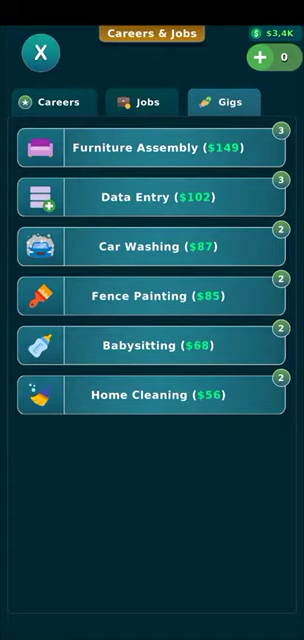 Careers & Jobs
$ $3,4K
X
+ 0
Careers
Jobs
Gigs
3
Furniture Assembly ($149)
3
Data Entry ($102)
2
Car Washing ($87)
2
Fence Painting ($85)
2
Babysitting ($68)
2
Home Cleaning ($56)